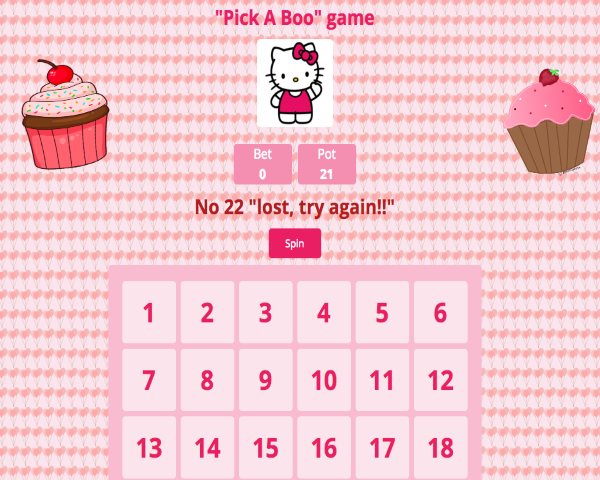 "Pick A Boo" game
Bet Pot
0 21
No 22 "lost, try again!!"
Spin
1 2 3 4 5 6
7 8 9 10 11 12
13 14 15 16 17 18